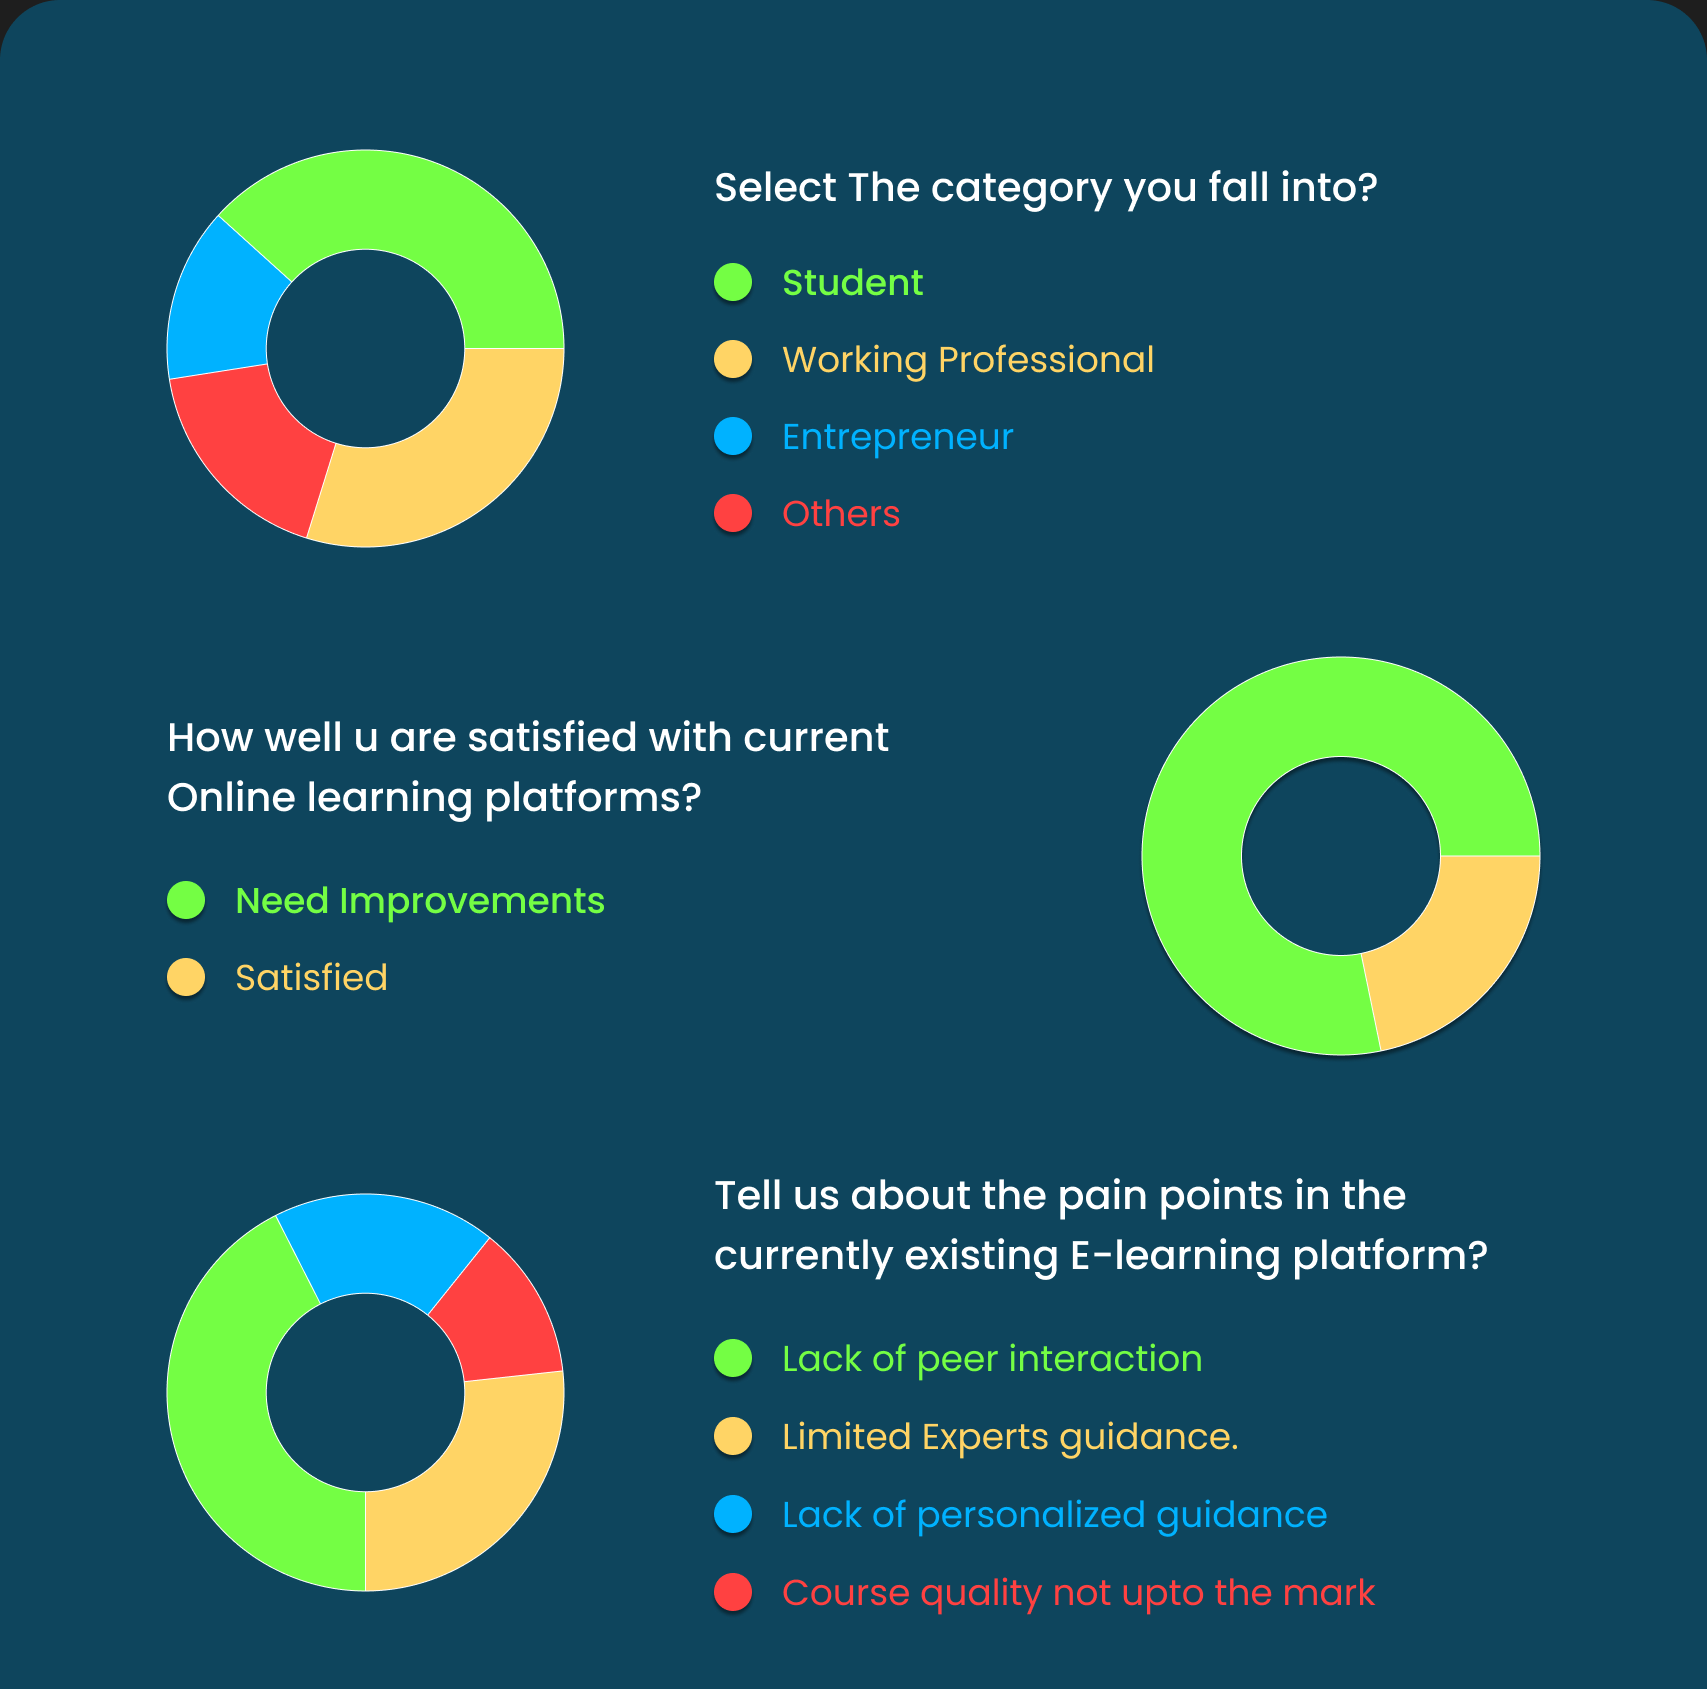 Select The category you fall into?
Student
Working Professional
Entrepreneur
Others
How well u are satisfied with current
Online learning platforms?
Need Improvements
Satisfied
Tell us about the pain points in the
currently existing E-learning platform?
Lack of peer interaction
Limited Experts guidance.
Lack of personalized guidance
Course quality not upto the mark